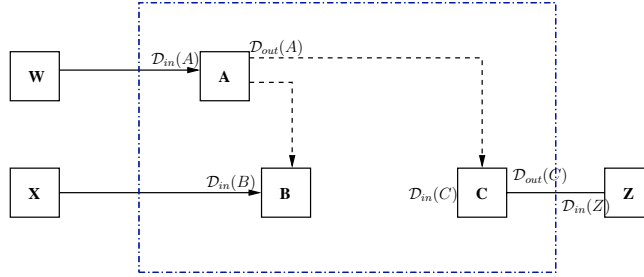 𝒟out(A)
W
𝒟in(A)
A
X
𝒟in(B)
B
𝒟in(C)
C
𝒟out(C)
Z
𝒟in(Z)